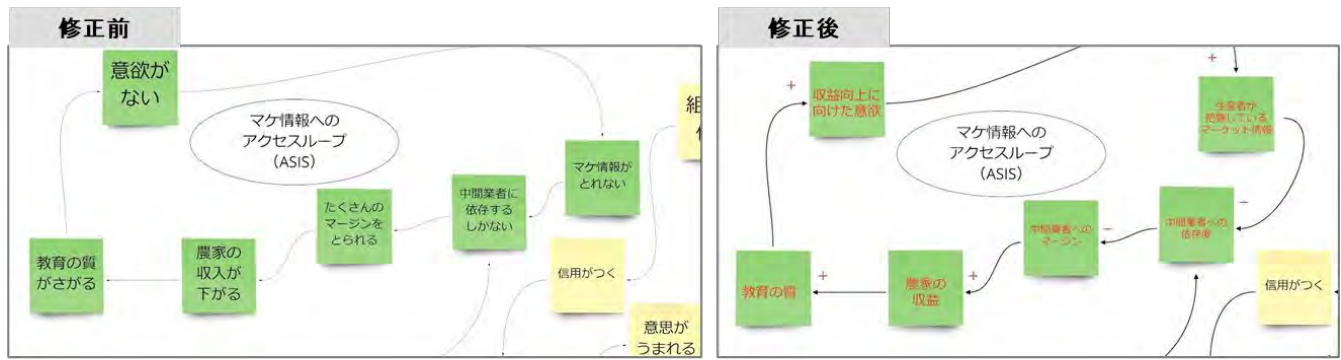 修正前
意欲が
ない
マケ情報への
アクセスループ
(ASIS)
マケ情報が
とれない
中間業者に
依存する
しかない
たくさんの
マージンを
とられる
農家の
収入が
下がる
教育の質
がさがる
信用がつく
意思が
うまれる
組
修正後
+
収益向上に
向けた意欲
+
生産者が
把握している
マーケット情報
マケ情報への
アクセスループ
(ASIS)
−
中間業者への
依存度
−
中間業者への
マージン
+
農家の
収益
+
教育の質
信用がつく